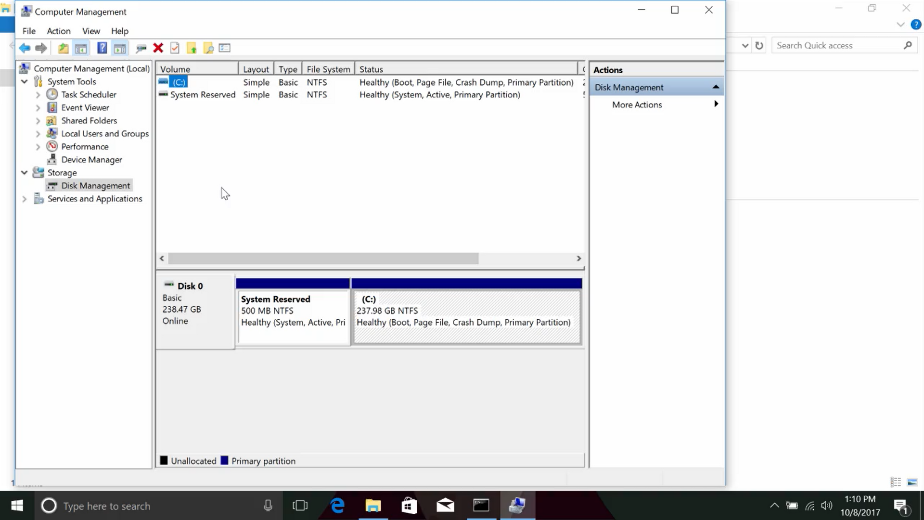 Computer Management
File Action View Help
Search Quick access
Computer Management (Local)
System Tools
Task Scheduler
Event Viewer
Shared Folders
Local Users and Groups
Performance
Device Manager
Storage
Disk Management
Services and Applications
Volume Layout Type File System Status
(C:) Simple Basic NTFS Healthy (Boot, Page File, Crash Dump, Primary Partition)
System Reserved Simple Basic NTFS Healthy (System, Active, Primary Partition)
Actions
Disk Management
More Actions
Disk 0
Basic
238.47 GB
Online
System Reserved
500 MB NTFS
Healthy (System, Active, Pri
(C:)
237.98 GB NTFS
Healthy (Boot, Page File, Crash Dump, Primary Partition)
Unallocated Primary partition
Type here to search
1:10 PM
10/8/2017
1